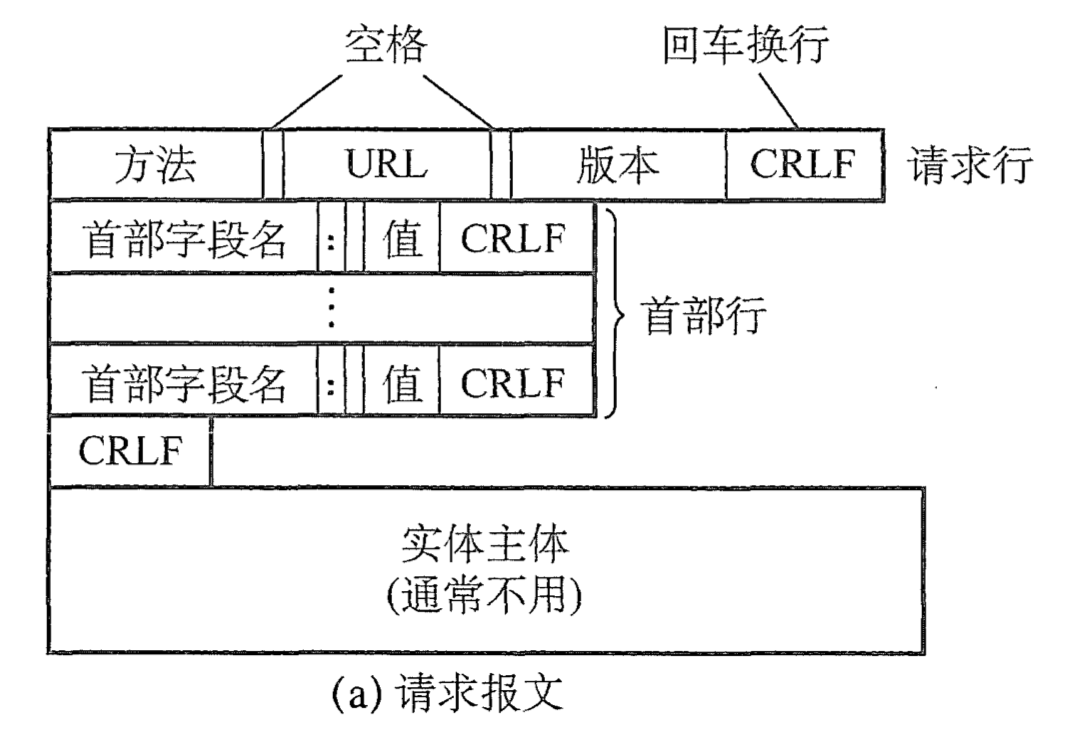 空格 回车换行
方法 URL 版本 CRLF 请求行
首部字段名 : 值 CRLF
⋮
首部行
首部字段名 : 值 CRLF
CRLF
实体主体
(通常不用)
(a) 请求报文